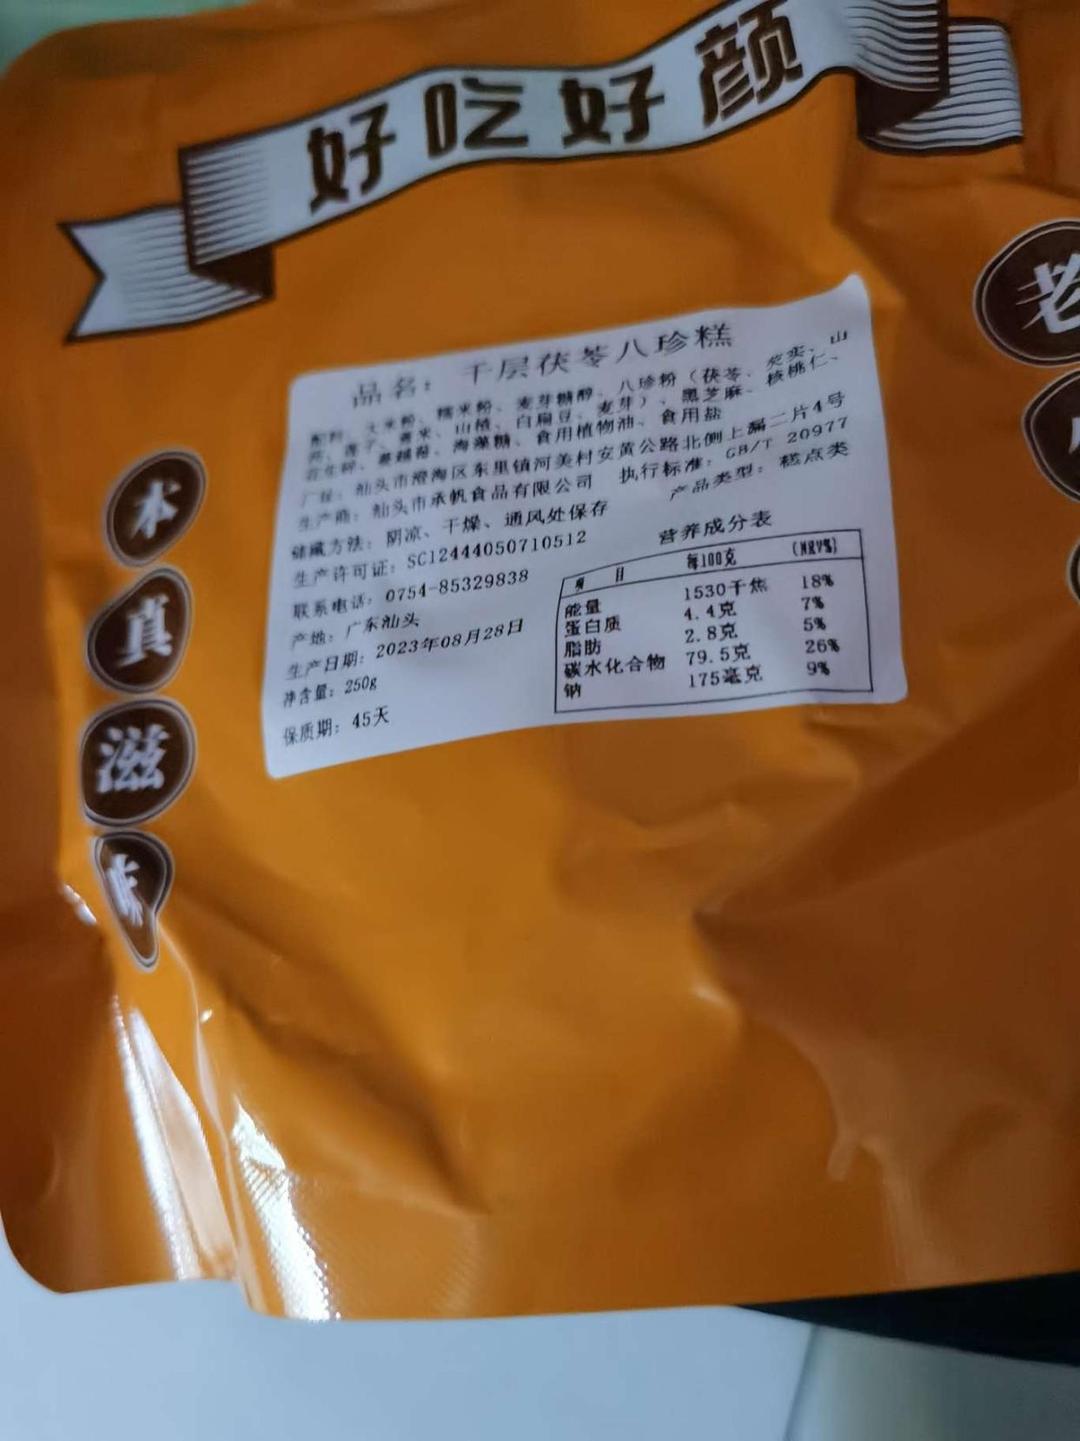 好吃好颜
老
本真滋味
品名：千层茯苓八珍糕
配料：大米粉、糯米粉、麦芽糖醇、八珍粉（茯苓、芡实、山
药、莲子、薏米、山楂、白扁豆、麦芽）、黑芝麻、核桃仁、
花生碎、蔓越莓、海藻糖、食用植物油、食用盐
厂址：汕头市澄海区东里镇河美村安黄公路北侧上漏二片4号
生产商：汕头市承帆食品有限公司 执行标准：GB/T 20977
储藏方法：阴凉、干燥、通风处保存 产品类型：糕点类
生产许可证：SC12444050710512
联系电话：0754-85329838
产地：广东汕头
生产日期：2023年08月28日
净含量：250g
保质期：45天
营养成分表
项 目 每100克 (NRV%)
能量 1530千焦 18%
蛋白质 4.4克 7%
脂肪 2.8克 5%
碳水化合物 79.5克 26%
钠 175毫克 9%